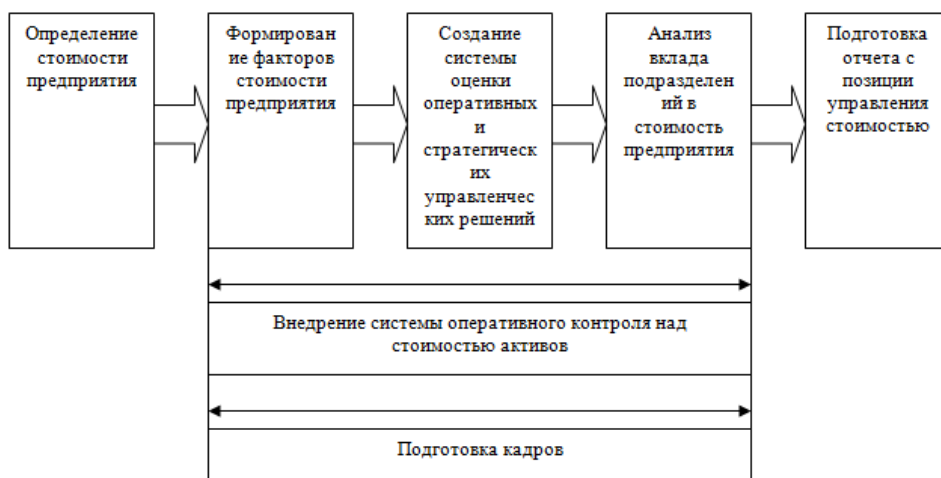 Определение
стоимости
предприятия
Формирован
ие факторов
стоимости
предприятия
Создание
системы
оценки
оперативных
и
стратегическ
их
управленчес
ких решений
Анализ
вклада
подразделен
ий в
стоимость
предприятия
Подготовка
отчета с
позиции
управления
стоимостью
Внедрение системы оперативного контроля над
стоимостью активов
Подготовка кадров